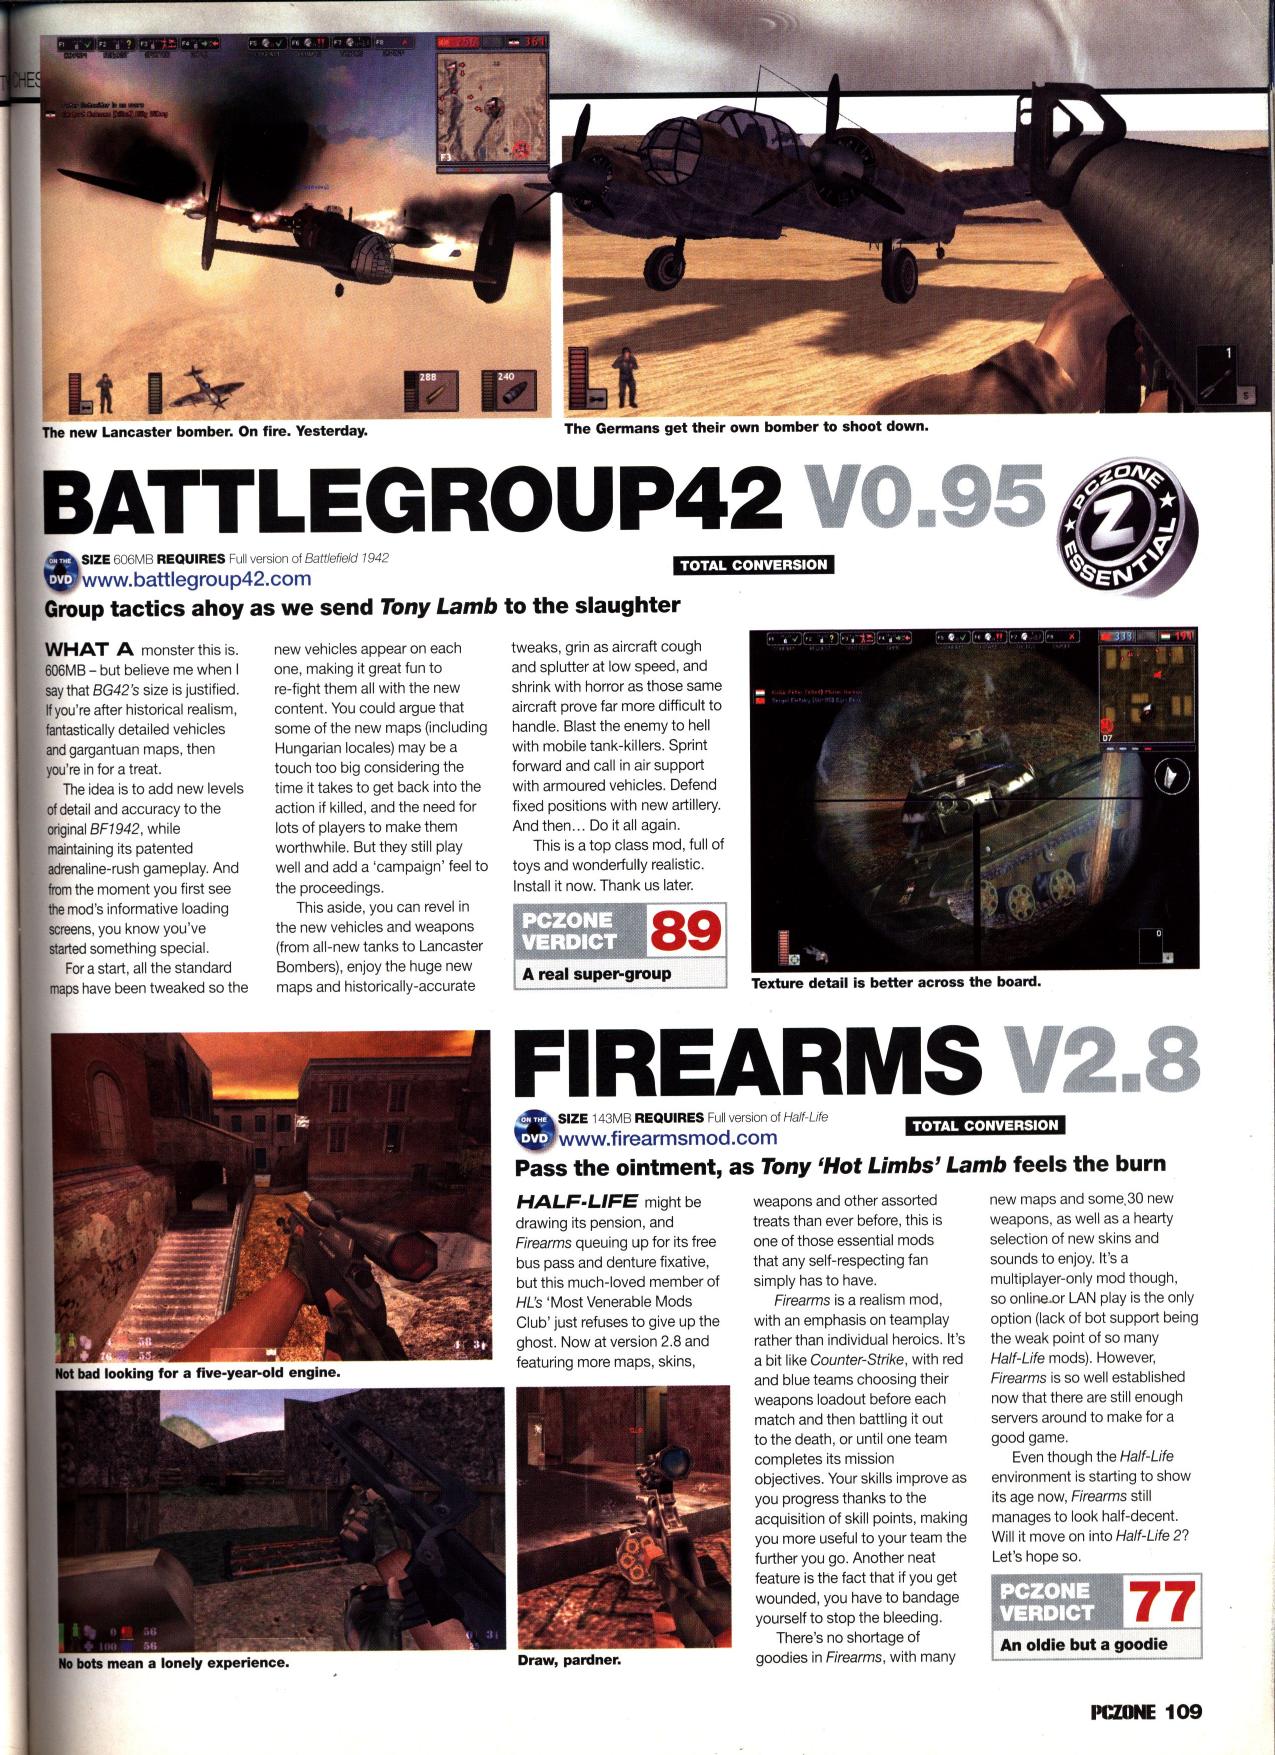 The new Lancaster bomber. On fire. Yesterday.
The Germans get their own bomber to shoot down.
BATTLEGROUP42 V0.95
PCZONE
Z
ESSENTIAL
ON THE
DVD
SIZE 606MB REQUIRES Full version of Battlefield 1942
www.battlegroup42.com
TOTAL CONVERSION
Group tactics ahoy as we send Tony Lamb to the slaughter
WHAT A monster this is.
606MB – but believe me when I
say that BG42's size is justified.
If you're after historical realism,
fantastically detailed vehicles
and gargantuan maps, then
you're in for a treat.
The idea is to add new levels
of detail and accuracy to the
original BF1942, while
maintaining its patented
adrenaline-rush gameplay. And
from the moment you first see
the mod's informative loading
screens, you know you've
started something special.
For a start, all the standard
maps have been tweaked so the
new vehicles appear on each
one, making it great fun to
re-fight them all with the new
content. You could argue that
some of the new maps (including
Hungarian locales) may be a
touch too big considering the
time it takes to get back into the
action if killed, and the need for
lots of players to make them
worthwhile. But they still play
well and add a 'campaign' feel to
the proceedings.
This aside, you can revel in
the new vehicles and weapons
(from all-new tanks to Lancaster
Bombers), enjoy the huge new
maps and historically-accurate
tweaks, grin as aircraft cough
and splutter at low speed, and
shrink with horror as those same
aircraft prove far more difficult to
handle. Blast the enemy to hell
with mobile tank-killers. Sprint
forward and call in air support
with armoured vehicles. Defend
fixed positions with new artillery.
And then... Do it all again.
This is a top class mod, full of
toys and wonderfully realistic.
Install it now. Thank us later.
PCZONE
VERDICT
89
A real super-group
Texture detail is better across the board.
Not bad looking for a five-year-old engine.
No bots mean a lonely experience.
FIREARMS V2.8
ON THE
DVD
SIZE 143MB REQUIRES Full version of Half-Life
www.firearmsmod.com
TOTAL CONVERSION
Pass the ointment, as Tony 'Hot Limbs' Lamb feels the burn
HALF-LIFE might be
drawing its pension, and
Firearms queuing up for its free
bus pass and denture fixative,
but this much-loved member of
HL's 'Most Venerable Mods
Club' just refuses to give up the
ghost. Now at version 2.8 and
featuring more maps, skins,
Draw, pardner.
weapons and other assorted
treats than ever before, this is
one of those essential mods
that any self-respecting fan
simply has to have.
Firearms is a realism mod,
with an emphasis on teamplay
rather than individual heroics. It's
a bit like Counter-Strike, with red
and blue teams choosing their
weapons loadout before each
match and then battling it out
to the death, or until one team
completes its mission
objectives. Your skills improve as
you progress thanks to the
acquisition of skill points, making
you more useful to your team the
further you go. Another neat
feature is the fact that if you get
wounded, you have to bandage
yourself to stop the bleeding.
There's no shortage of
goodies in Firearms, with many
new maps and some 30 new
weapons, as well as a hearty
selection of new skins and
sounds to enjoy. It's a
multiplayer-only mod though,
so online or LAN play is the only
option (lack of bot support being
the weak point of so many
Half-Life mods). However,
Firearms is so well established
now that there are still enough
servers around to make for a
good game.
Even though the Half-Life
environment is starting to show
its age now, Firearms still
manages to look half-decent.
Will it move on into Half-Life 2?
Let's hope so.
PCZONE
VERDICT
77
An oldie but a goodie
PCZONE 109
288
240
F3
1
S
333
191
D7
0